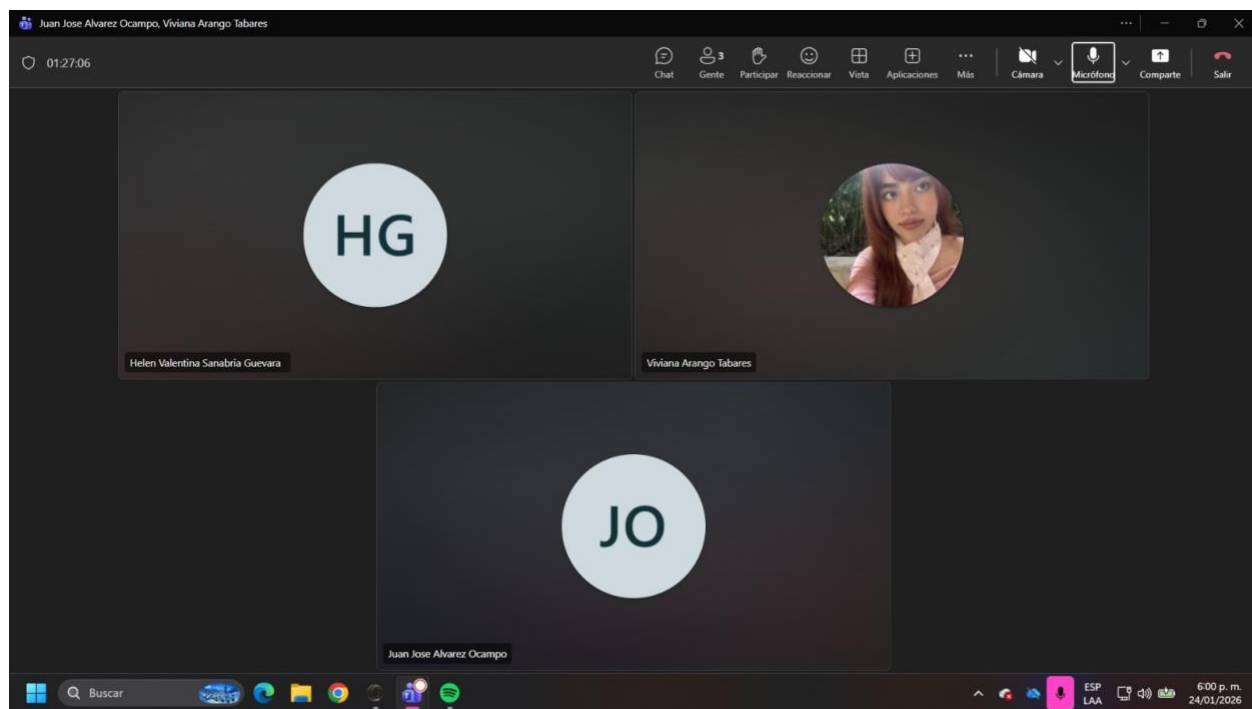 Juan Jose Alvarez Ocampo, Viviana Arango Tabares
01:27:06
Chat
Gente 3
Participar
Reaccionar
Vista
Aplicaciones
Más
Cámara
Micrófono
Comparte
Salir
HG
Helen Valentina Sanabria Guevara
Viviana Arango Tabares
JO
Juan Jose Alvarez Ocampo
Buscar
ESP
LAA
6:00 p. m.
24/01/2026